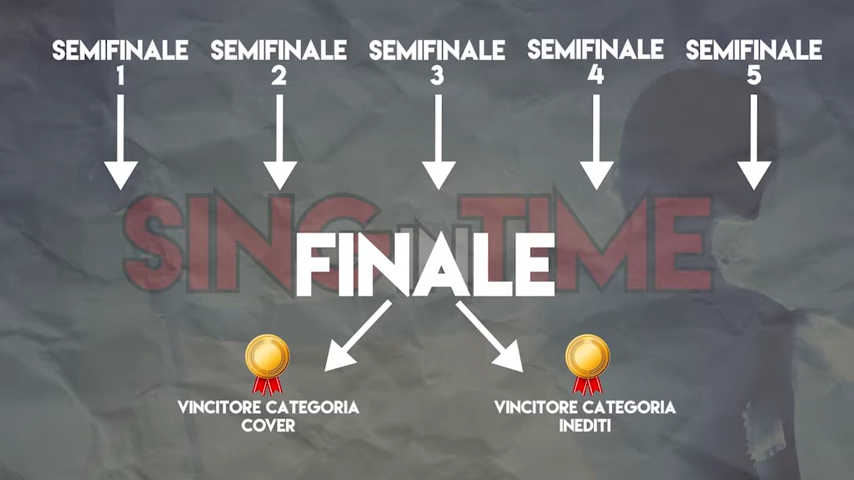 SEMIFINALE SEMIFINALE SEMIFINALE SEMIFINALE SEMIFINALE
1 2 3 4 5
SING IN TIME
FINALE
VINCITORE CATEGORIA VINCITORE CATEGORIA
COVER INEDITI